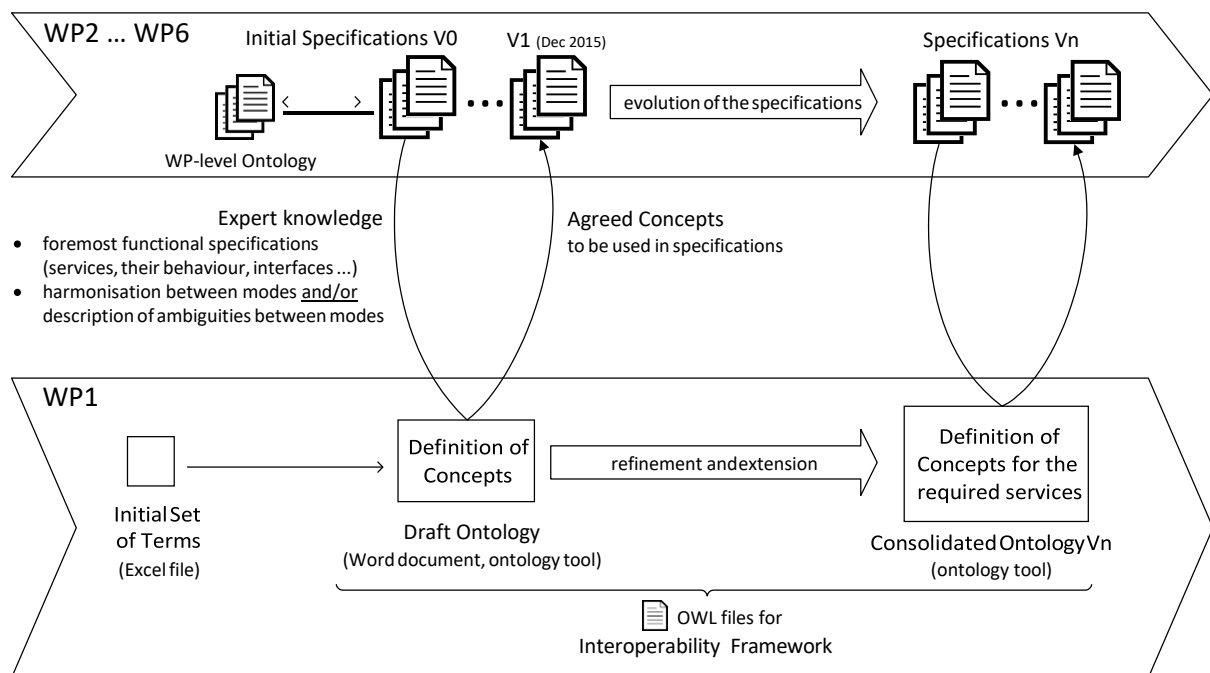 WP2 ... WP6
Initial Specifications V0
V1 (Dec 2015)
Specifications Vn
evolution of the specifications
WP-level Ontology
Expert knowledge
• foremost functional specifications
(services, their behaviour, interfaces ...)
• harmonisation between modes and/or
description of ambiguities between modes
Agreed Concepts
to be used in specifications
WP1
Definition of
Concepts
refinement andextension
Definition of
Concepts for the
required services
Initial Set
of Terms
(Excel file)
Draft Ontology
(Word document, ontology tool)
Consolidated Ontology Vn
(ontology tool)
OWL files for
Interoperability Framework